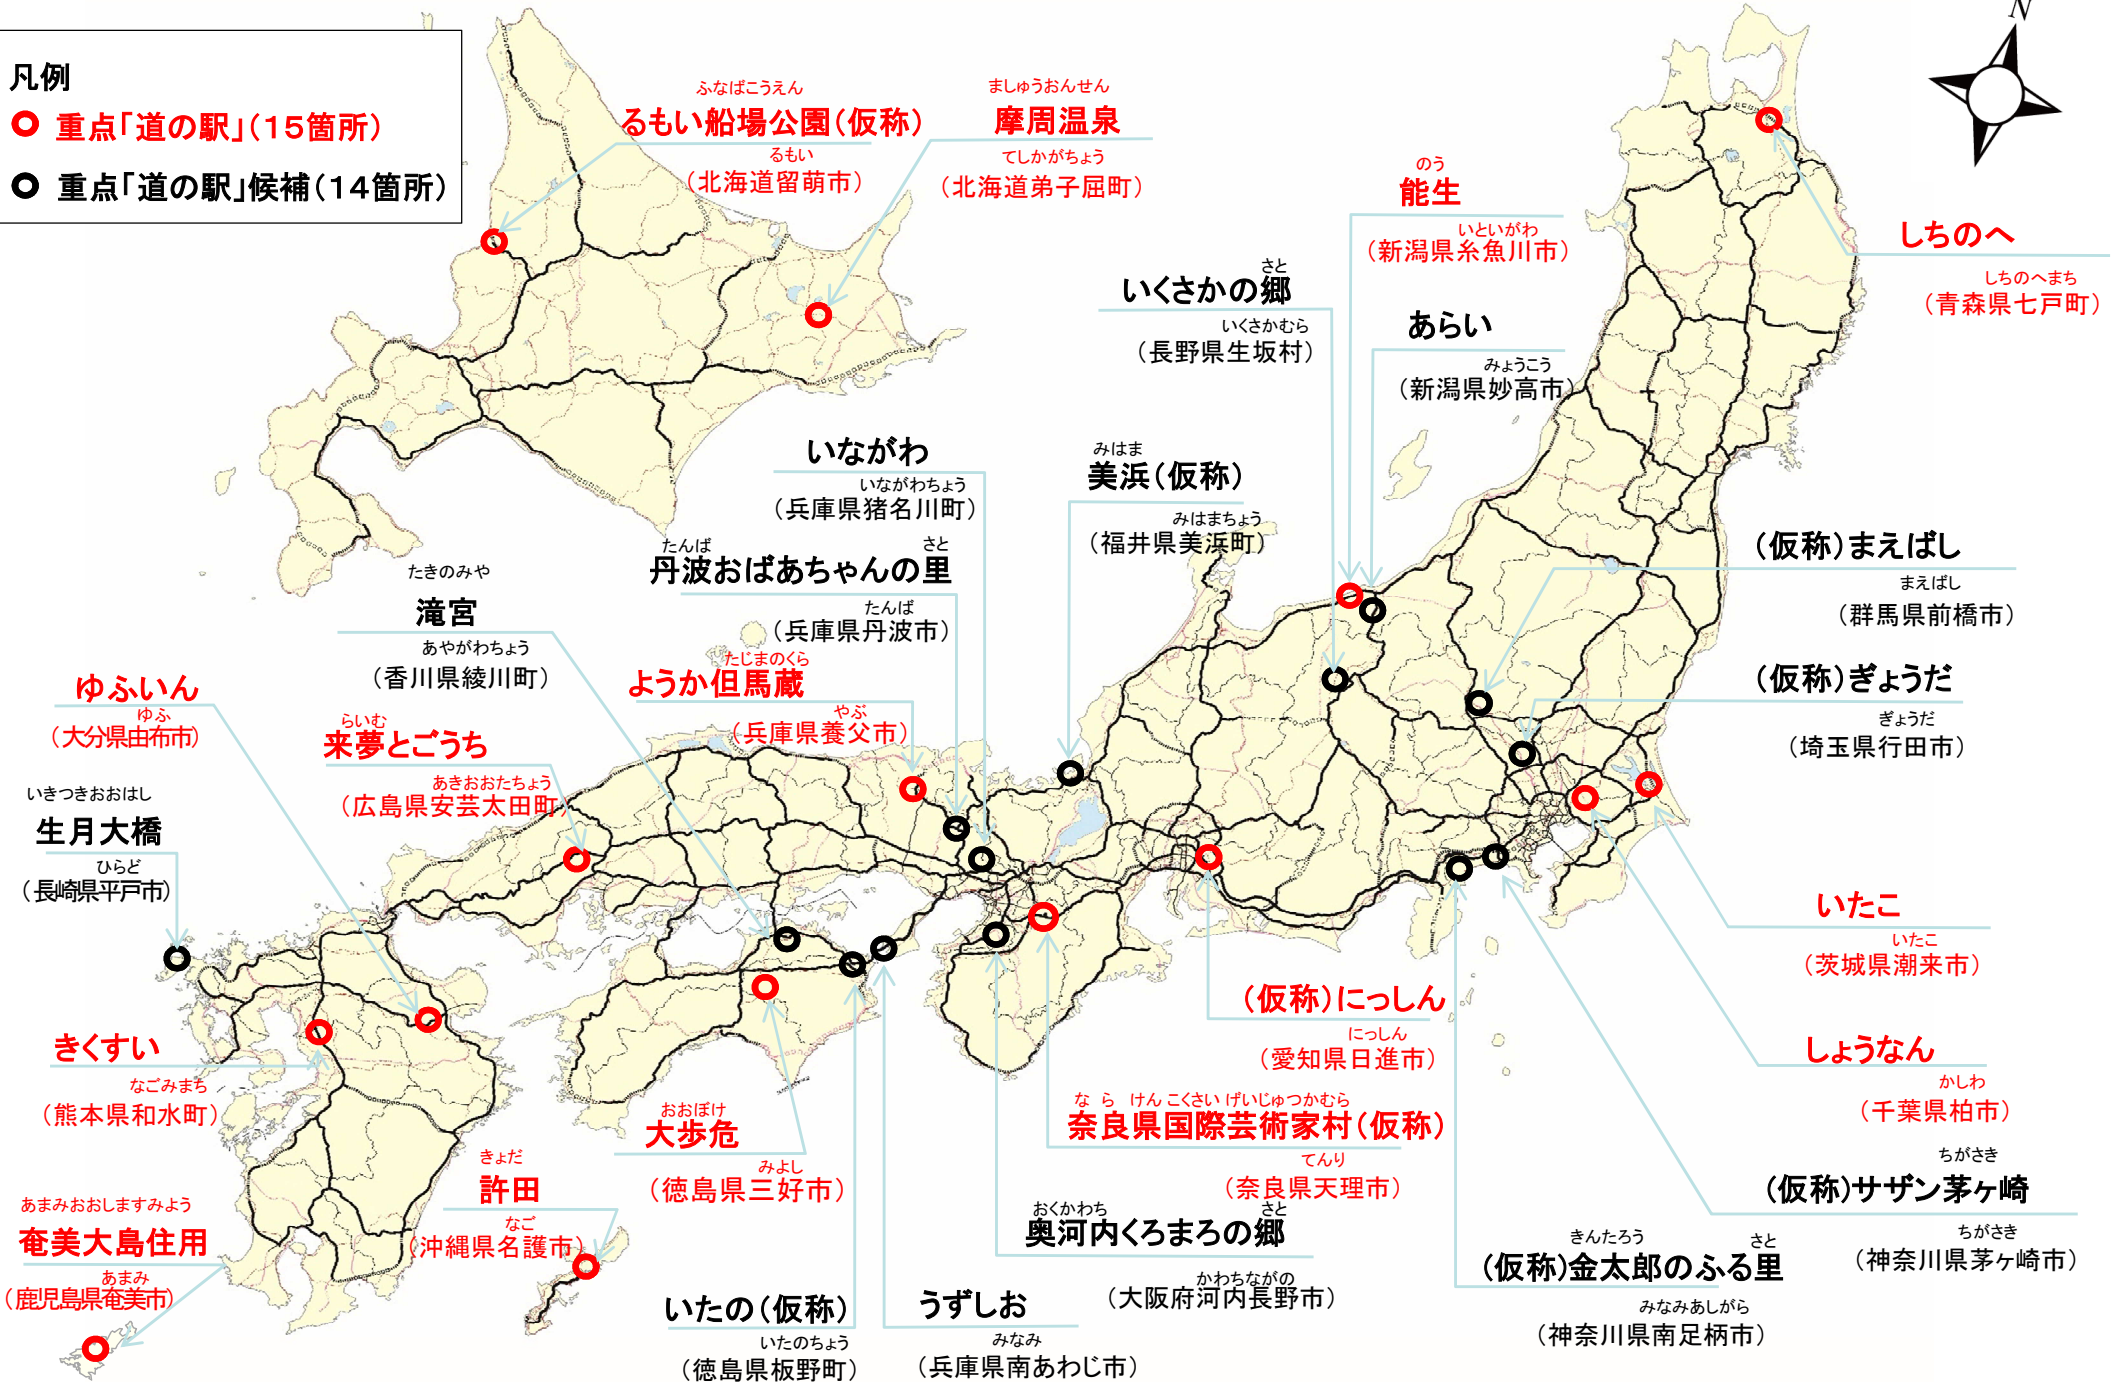 N
凡例
重点「道の駅」(15箇所)
重点「道の駅」候補(14箇所)
ふなばこうえん
るもい船場公園(仮称)
るもい
(北海道留萌市)
ましゅうおんせん
摩周温泉
てしかがちょう
(北海道弟子屈町)
のう
能生
いといがわ
(新潟県糸魚川市)
しちのへ
しちのへまち
(青森県七戸町)
さと
いくさかの郷
いくさかむら
(長野県生坂村)
あらい
みょうこう
(新潟県妙高市)
いながわ
いながわちょう
(兵庫県猪名川町)
みはま
美浜(仮称)
みはまちょう
(福井県美浜町)
(仮称)まえばし
まえばし
(群馬県前橋市)
たんば さと
丹波おばあちゃんの里
たんば
(兵庫県丹波市)
たきのみや
滝宮
あやがわちょう
(香川県綾川町)
(仮称)ぎょうだ
ぎょうだ
(埼玉県行田市)
たじまのくら
ようか但馬蔵
やぶ
(兵庫県養父市)
ゆふいん
ゆふ
(大分県由布市)
らいむ
来夢とごうち
あきおおたちょう
(広島県安芸太田町)
いきつきおおはし
生月大橋
ひらど
(長崎県平戸市)
いたこ
いたこ
(茨城県潮来市)
(仮称)にっしん
にっしん
(愛知県日進市)
しょうなん
かしわ
(千葉県柏市)
きくすい
なごみまち
(熊本県和水町)
おおぼけ
大歩危
みよし
(徳島県三好市)
な ら けん こくさい げいじゅつかむら
奈良県国際芸術家村(仮称)
てんり
(奈良県天理市)
ちがさき
(仮称)サザン茅ヶ崎
ちがさき
(神奈川県茅ヶ崎市)
きょだ
許田
なご
(沖縄県名護市)
あまみおおしますみよう
奄美大島住用
あまみ
(鹿児島県奄美市)
おくかわち さと
奥河内くろまろの郷
かわちながの
(大阪府河内長野市)
きんたろう さと
(仮称)金太郎のふる里
みなみあしがら
(神奈川県南足柄市)
いたの(仮称)
いたのちょう
(徳島県板野町)
うずしお
みなみ
(兵庫県南あわじ市)